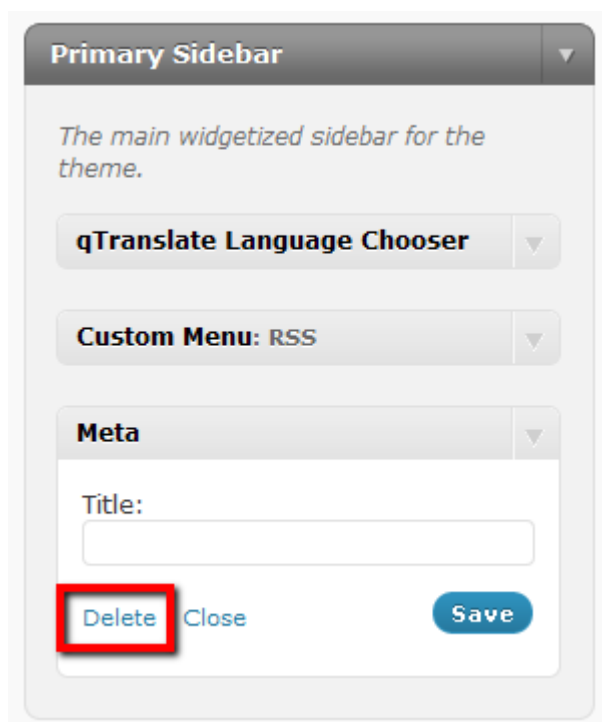 Primary Sidebar
The main widgetized sidebar for the
theme.
qTranslate Language Chooser
Custom Menu: RSS
Meta
Title:
Delete Close Save